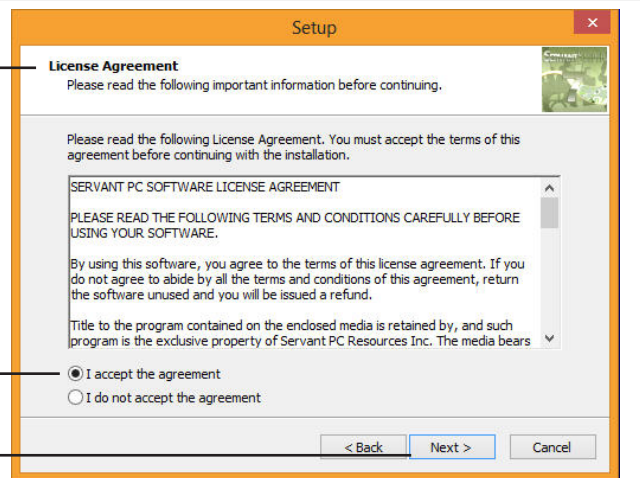 Setup
License Agreement
Please read the following important information before continuing.
SERVANT
Please read the following License Agreement. You must accept the terms of this
agreement before continuing with the installation.
SERVANT PC SOFTWARE LICENSE AGREEMENT
PLEASE READ THE FOLLOWING TERMS AND CONDITIONS CAREFULLY BEFORE
USING YOUR SOFTWARE.
By using this software, you agree to the terms of this license agreement. If you
do not agree to abide by all the terms and conditions of this agreement, return
the software unused and you will be issued a refund.
Title to the program contained on the enclosed media is retained by, and such
program is the exclusive property of Servant PC Resources Inc. The media bears
I accept the agreement
I do not accept the agreement
< Back Next > Cancel